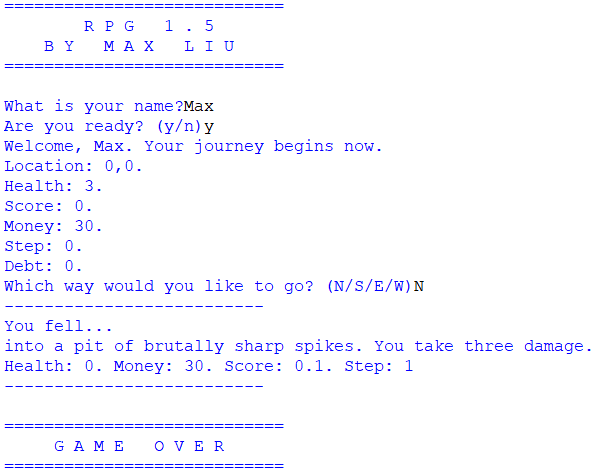 ============================
R P G 1 . 5
B Y M A X L I U
============================
What is your name?Max
Are you ready? (y/n)y
Welcome, Max. Your journey begins now.
Location: 0,0.
Health: 3.
Score: 0.
Money: 30.
Step: 0.
Debt: 0.
Which way would you like to go? (N/S/E/W)N
--------------------------
You fell...
into a pit of brutally sharp spikes. You take three damage.
Health: 0. Money: 30. Score: 0.1. Step: 1
--------------------------
============================
G A M E O V E R
============================